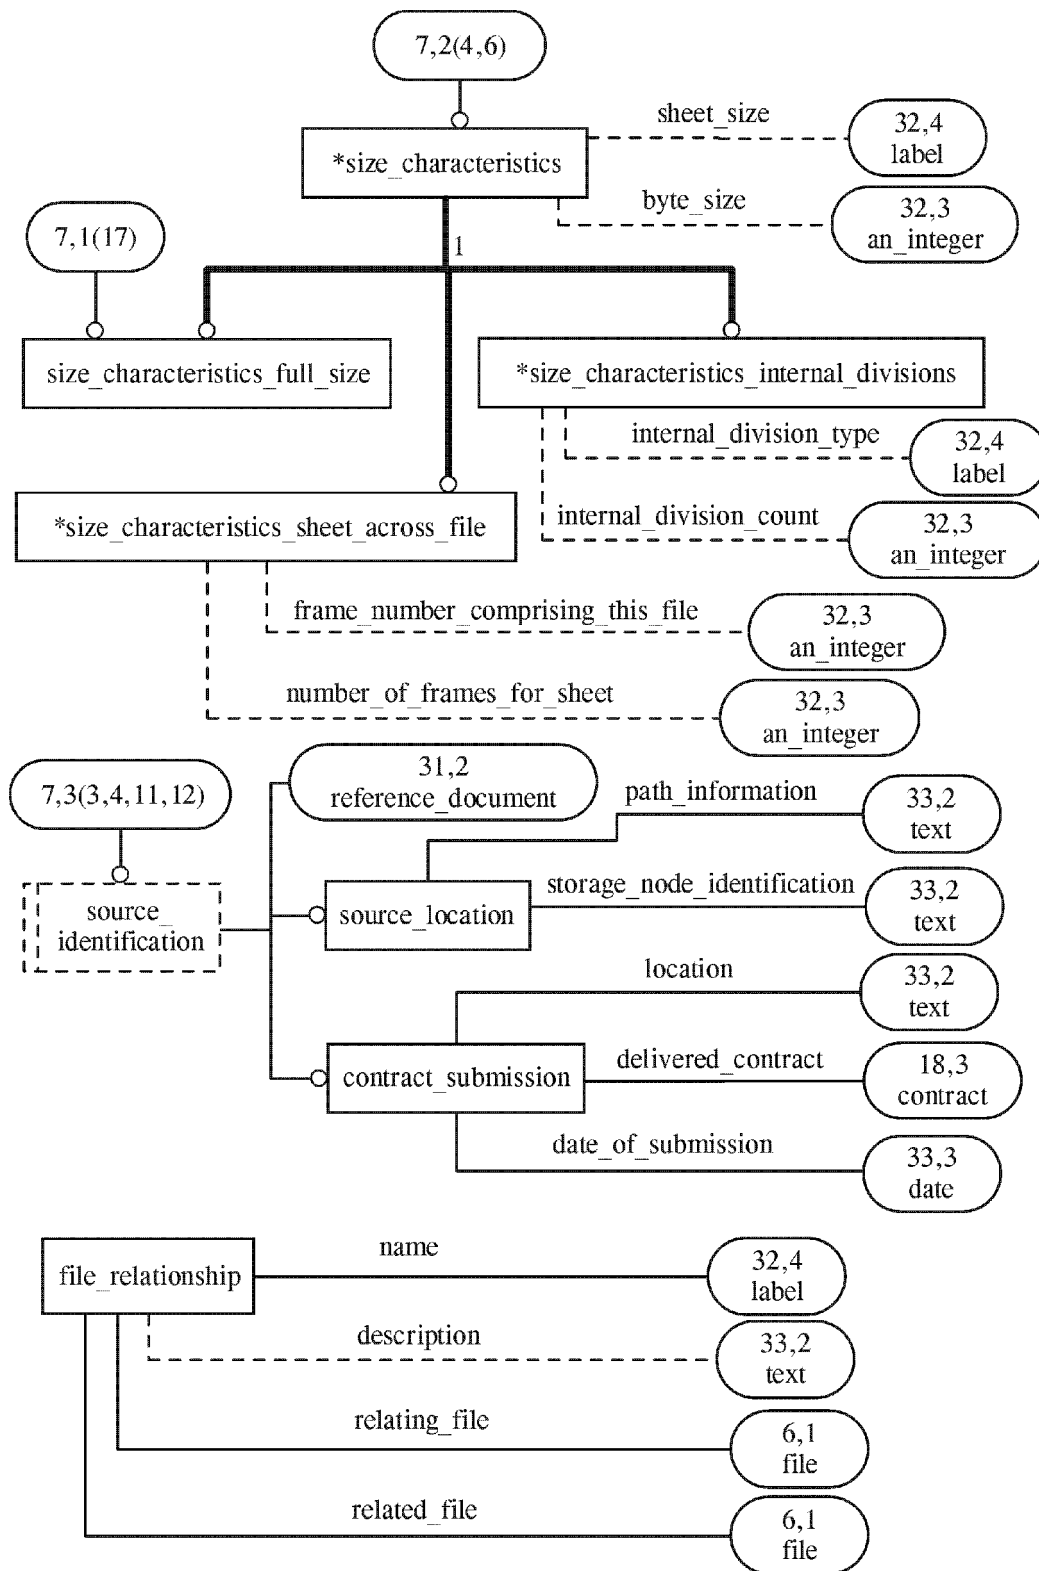 7,2(4,6)
sheet_size
32,4
label
*size_characteristics
byte_size
32,3
an_integer
7,1(17)
1
size_characteristics_full_size
*size_characteristics_internal_divisions
internal_division_type
32,4
label
*size_characteristics_sheet_across_file
internal_division_count
32,3
an_integer
frame_number_comprising_this_file
32,3
an_integer
number_of_frames_for_sheet
32,3
an_integer
7,3(3,4,11,12)
31,2
reference_document
path_information
33,2
text
source_
identification
source_location
storage_node_identification
33,2
text
location
33,2
text
contract_submission
delivered_contract
18,3
contract
date_of_submission
33,3
date
file_relationship
name
32,4
label
description
33,2
text
relating_file
6,1
file
related_file
6,1
file